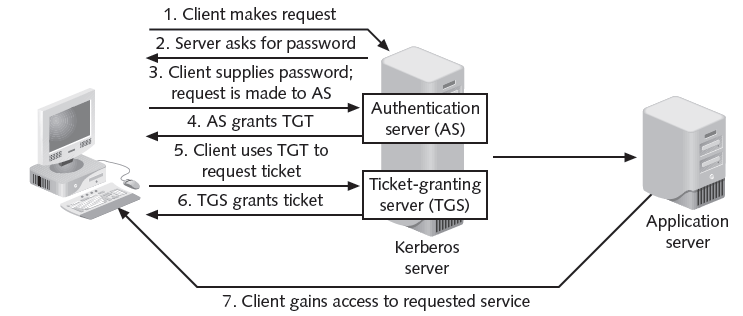 1. Client makes request
2. Server asks for password
3. Client supplies password;
request is made to AS
Authentication
server (AS)
4. AS grants TGT
5. Client uses TGT to
request ticket
Ticket-granting
server (TGS)
6. TGS grants ticket
Kerberos
server
Application
server
7. Client gains access to requested service